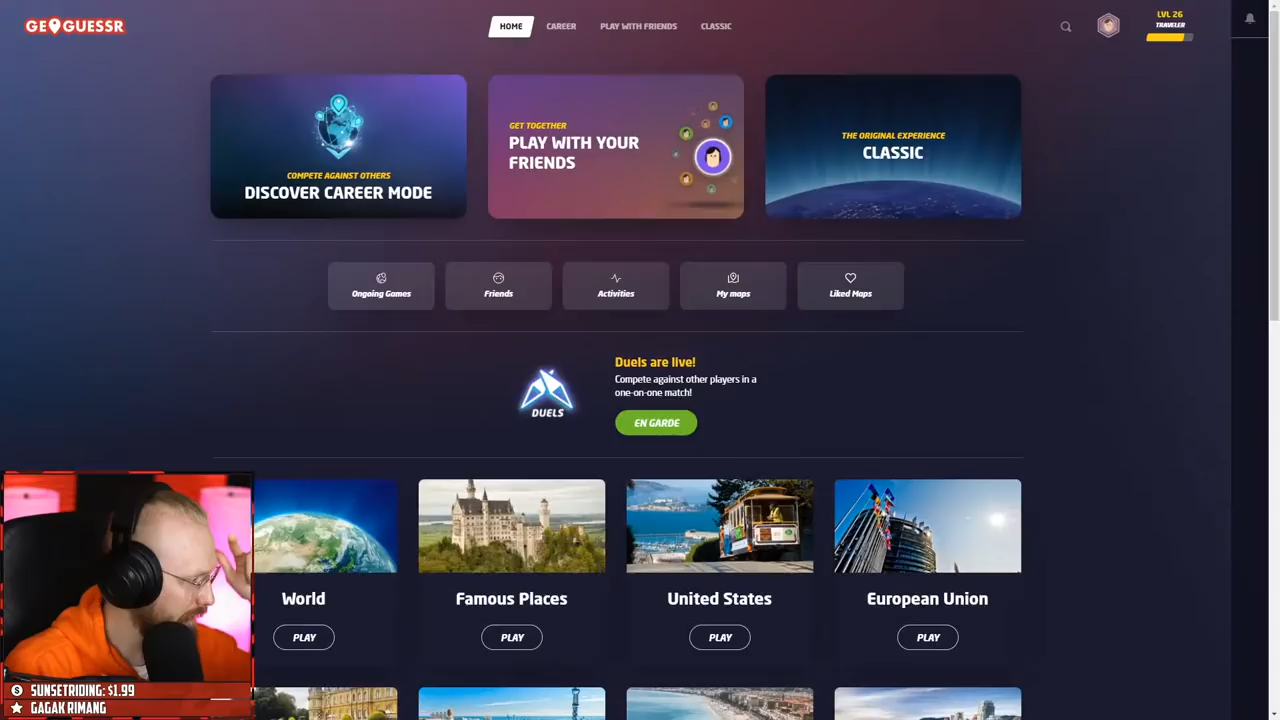 GEOGUESSR
HOME
CAREER
PLAY WITH FRIENDS
CLASSIC
LVL 26
TRAVELER
COMPETE AGAINST OTHERS
DISCOVER CAREER MODE
GET TOGETHER
PLAY WITH YOUR
FRIENDS
THE ORIGINAL EXPERIENCE
CLASSIC
Ongoing Games
Friends
Activities
My maps
Liked Maps
DUELS
Duels are live!
Compete against other players in a
one-on-one match!
EN GARDE
World
PLAY
Famous Places
PLAY
United States
PLAY
European Union
PLAY
SUNSETRIDING: $1.99
GAGAK RIMANG